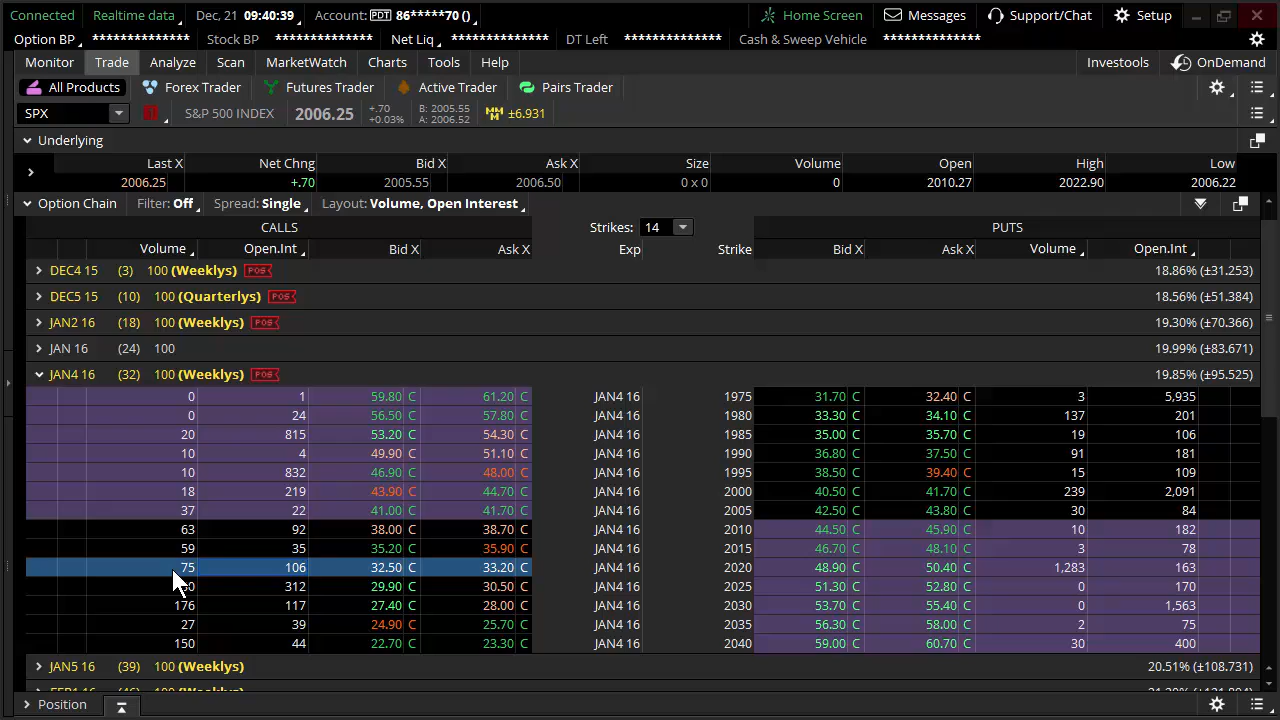 Connected Realtime data Dec, 21 09:40:39 Account: PDT 86*****70 () Home Screen Messages Support/Chat Setup
Option BP ************** Stock BP ************** Net Liq ************** DT Left ************** Cash & Sweep Vehicle **************
Monitor Trade Analyze Scan MarketWatch Charts Tools Help Investools OnDemand
All Products Forex Trader Futures Trader Active Trader Pairs Trader
SPX S&P 500 INDEX 2006.25 +.70 +0.03% B: 2005.55 A: 2006.52 ±6.931
Underlying
Last X Net Chng Bid X Ask X Size Volume Open High Low
2006.25 +.70 2005.55 2006.50 0 x 0 0 2010.27 2022.90 2006.22
Option Chain Filter: Off Spread: Single Layout: Volume, Open Interest
CALLS Strikes: 14 PUTS
Volume Open.Int Bid X Ask X Exp Strike Bid X Ask X Volume Open.Int
DEC4 15 (3) 100 (Weeklys) POS 18.86% (±31.253)
DEC5 15 (10) 100 (Quarterlys) POS 18.56% (±51.384)
JAN2 16 (18) 100 (Weeklys) POS 19.30% (±70.366)
JAN 16 (24) 100 19.99% (±83.671)
JAN4 16 (32) 100 (Weeklys) POS 19.85% (±95.525)
0 1 59.80 C 61.20 C JAN4 16 1975 31.70 C 32.40 C 3 5,935
0 24 56.50 C 57.80 C JAN4 16 1980 33.30 C 34.10 C 137 201
20 815 53.20 C 54.30 C JAN4 16 1985 35.00 C 35.70 C 19 106
10 4 49.90 C 51.10 C JAN4 16 1990 36.80 C 37.50 C 91 181
10 832 46.90 C 48.00 C JAN4 16 1995 38.50 C 39.40 C 15 109
18 219 43.90 C 44.70 C JAN4 16 2000 40.50 C 41.70 C 239 2,091
37 22 41.00 C 41.70 C JAN4 16 2005 42.50 C 43.80 C 30 84
63 92 38.00 C 38.70 C JAN4 16 2010 44.50 C 45.90 C 10 182
59 35 35.20 C 35.90 C JAN4 16 2015 46.70 C 48.10 C 3 78
75 106 32.50 C 33.20 C JAN4 16 2020 48.90 C 50.40 C 1,283 163
312 29.90 C 30.50 C JAN4 16 2025 51.30 C 52.80 C 0 170
176 117 27.40 C 28.00 C JAN4 16 2030 53.70 C 55.40 C 0 1,563
27 39 24.90 C 25.70 C JAN4 16 2035 56.30 C 58.00 C 2 75
150 44 22.70 C 23.30 C JAN4 16 2040 59.00 C 60.70 C 30 400
JAN5 16 (39) 100 (Weeklys) 20.51% (±108.731)
Position